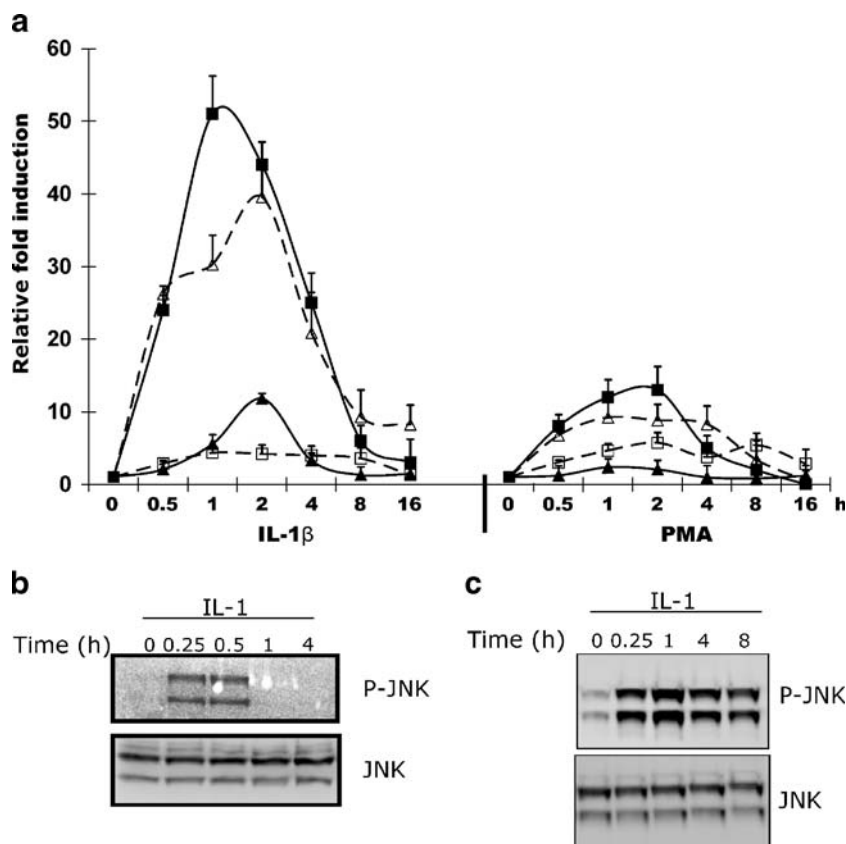 a
Relative fold induction
60
50
40
30
20
10
0
0 0.5 1 2 4 8 16 0 0.5 1 2 4 8 16 h
IL-1β PMA
b
IL-1
Time (h) 0 0.25 0.5 1 4
P-JNK
JNK
c
IL-1
Time (h) 0 0.25 1 4 8
P-JNK
JNK